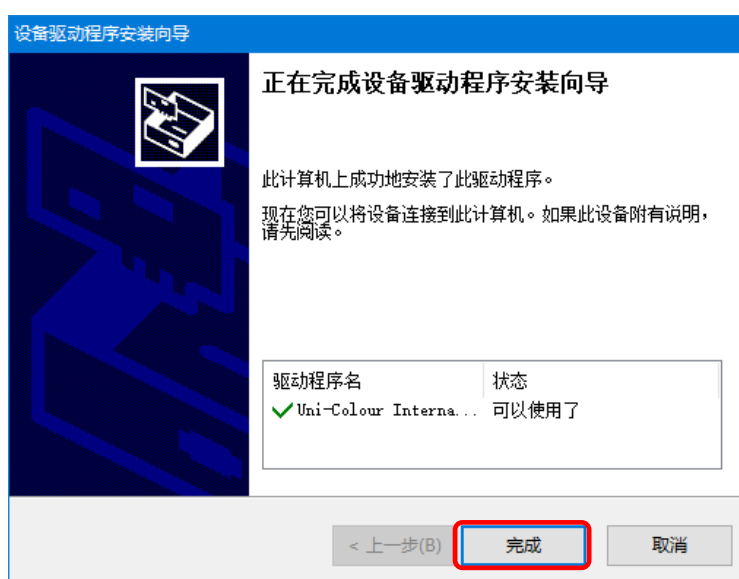 设备驱动程序安装向导
正在完成设备驱动程序安装向导
此计算机上成功地安装了此驱动程序。
现在您可以将设备连接到此计算机。如果此设备附有说明，
请先阅读。
驱动程序名 状态
Uni-Colour Interna... 可以使用了
< 上一步(B) 完成 取消